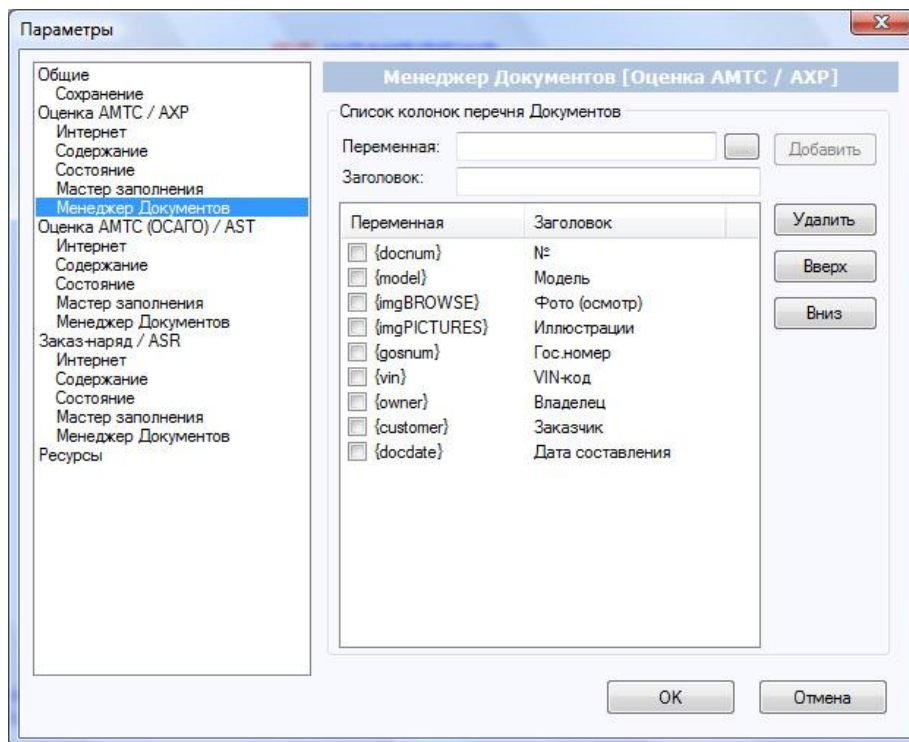 Параметры
Общие
Сохранение
Оценка АМТС / АХР
Интернет
Содержание
Состояние
Мастер заполнения
Менеджер Документов
Оценка АМТС (ОСАГО) / AST
Интернет
Содержание
Состояние
Мастер заполнения
Менеджер Документов
Заказ-наряд / ASR
Интернет
Содержание
Состояние
Мастер заполнения
Менеджер Документов
Ресурсы
Менеджер Документов [Оценка АМТС / АХР]
Список колонок перечня Документов
Переменная: ... Добавить
Заголовок:
Переменная Заголовок
{docnum} №
{model} Модель
{imgBROWSE} Фото (осмотр)
{imgPICTURES} Иллюстрации
{gosnum} Гос.номер
{vin} VIN-код
{owner} Владелец
{customer} Заказчик
{docdate} Дата составления
Удалить
Вверх
Вниз
OK Отмена